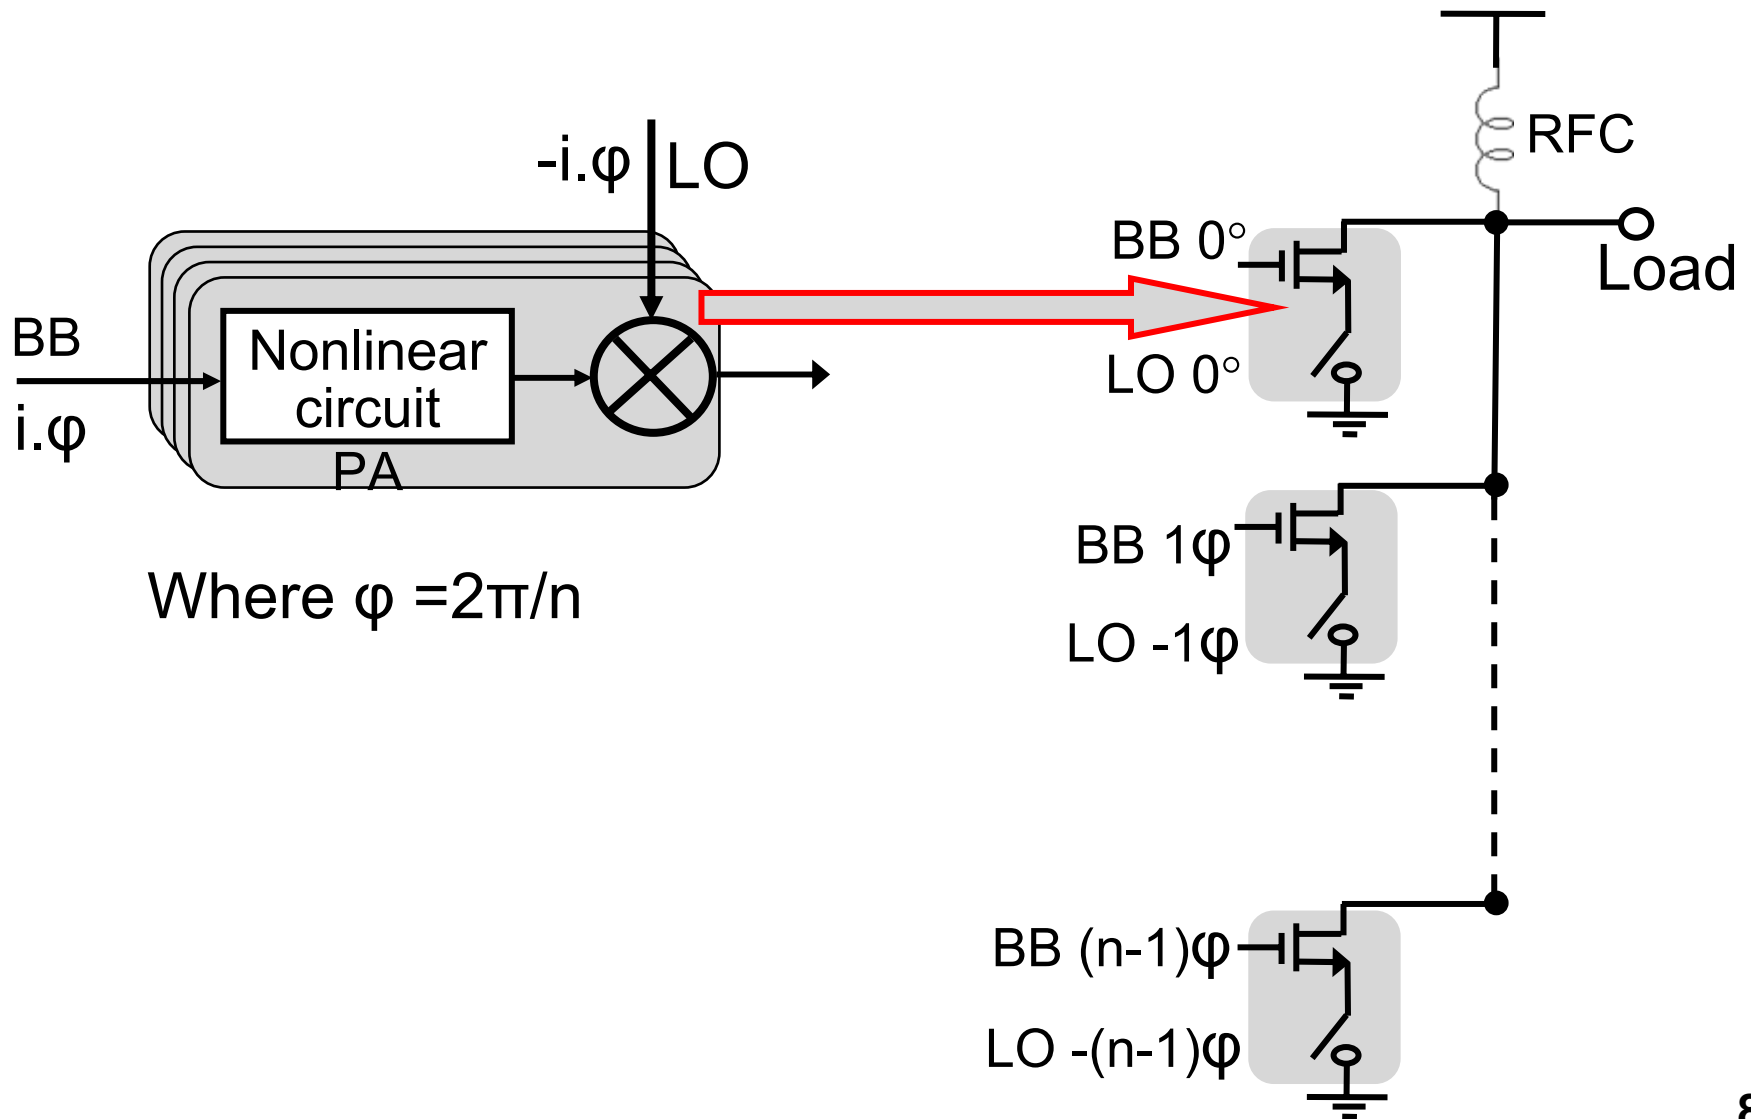 -i.φ
LO
BB
i.φ
Nonlinear
circuit
PA
Where φ =2π/n
RFC
Load
BB 0°
LO 0°
BB 1φ
LO -1φ
BB (n-1)φ
LO -(n-1)φ